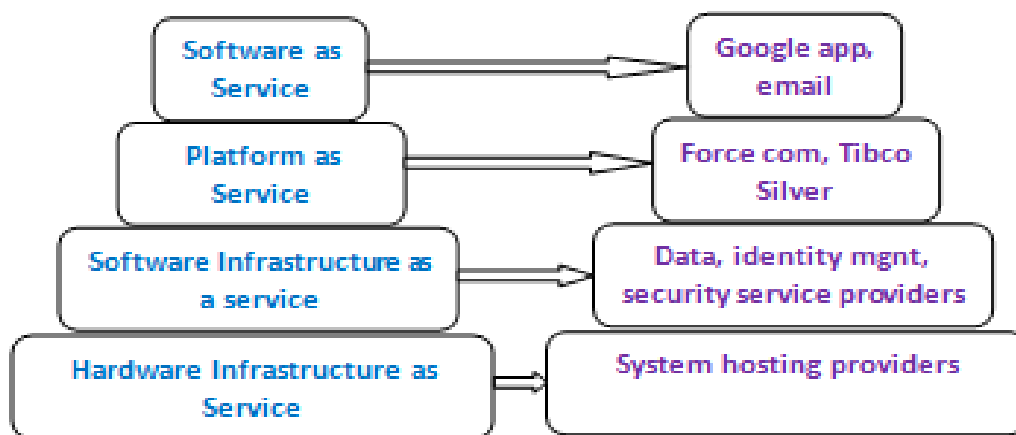 Software as
Service
Google app,
email
Platform as
Service
Force com, Tibco
Silver
Software Infrastructure as
a service
Data, identity mgnt,
security service providers
Hardware Infrastructure as
Service
System hosting providers